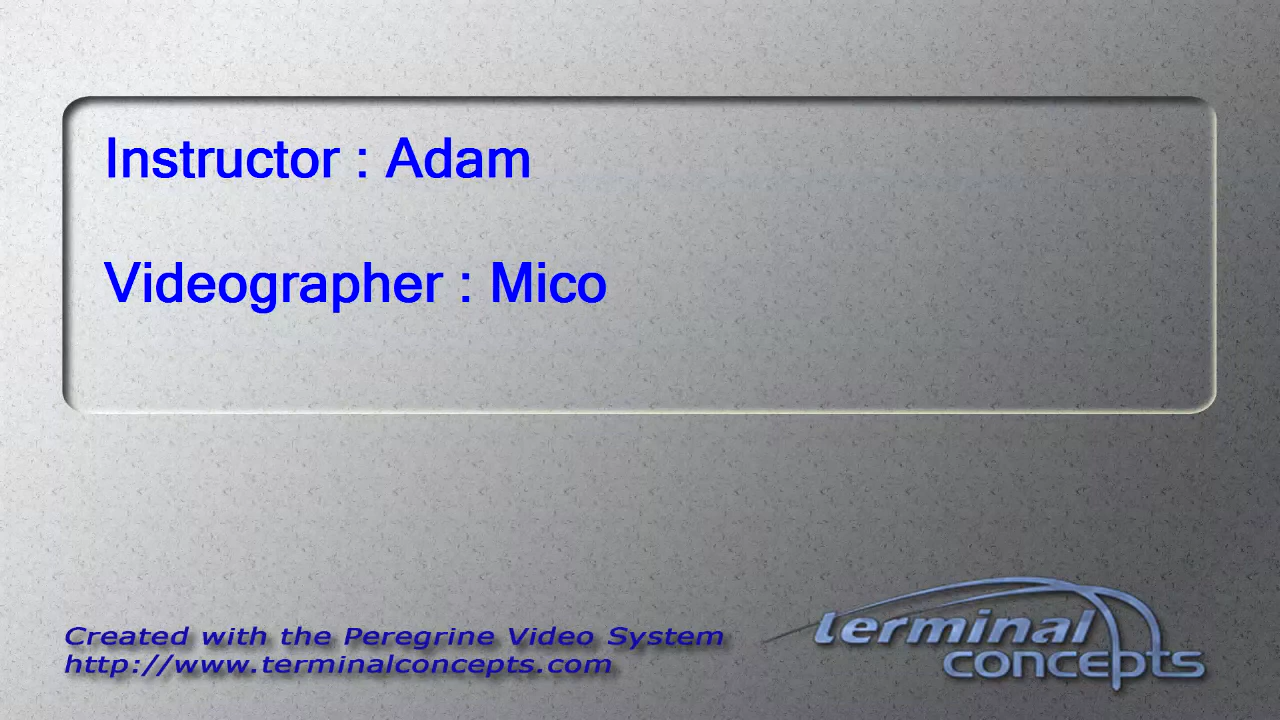 Instructor : Adam
Videographer : Mico
Created with the Peregrine Video System
http://www.terminalconcepts.com
terminal
concepts